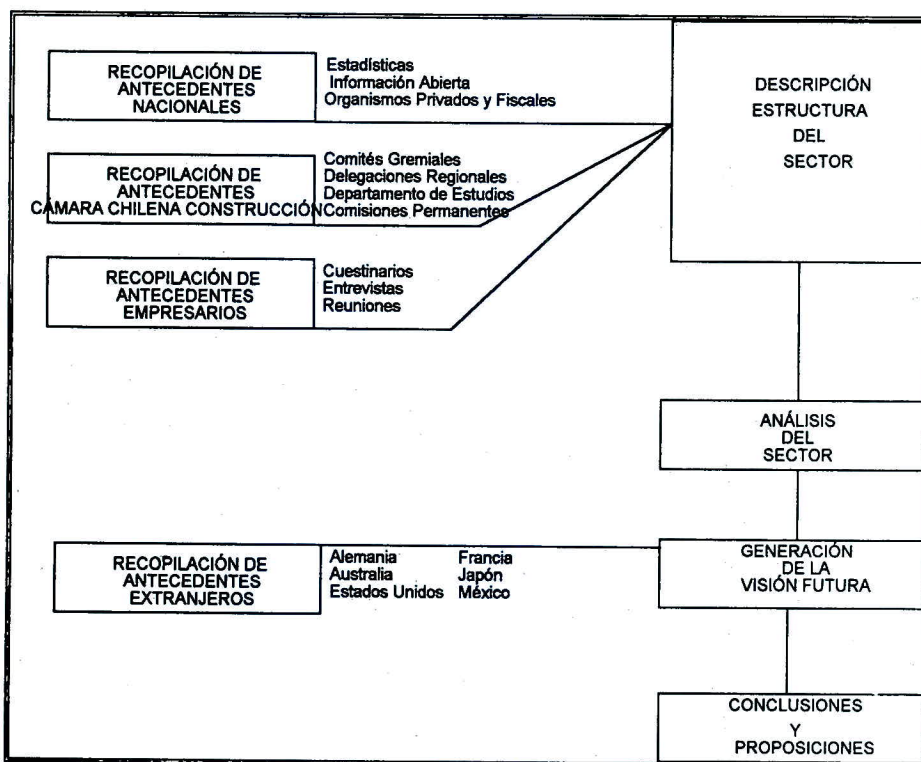 RECOPILACIÓN DE
ANTECEDENTES
NACIONALES
Estadísticas
Información Abierta
Organismos Privados y Fiscales
DESCRIPCIÓN
ESTRUCTURA
DEL
SECTOR
RECOPILACIÓN DE
ANTECEDENTES
CÁMARA CHILENA CONSTRUCCIÓN
Comités Gremiales
Delegaciones Regionales
Departamento de Estudios
Comisiones Permanentes
RECOPILACIÓN DE
ANTECEDENTES
EMPRESARIOS
Cuestinarios
Entrevistas
Reuniones
ANÁLISIS
DEL
SECTOR
RECOPILACIÓN DE
ANTECEDENTES
EXTRANJEROS
Alemania Francia
Australia Japón
Estados Unidos México
GENERACIÓN
DE LA
VISIÓN FUTURA
CONCLUSIONES
Y
PROPOSICIONES